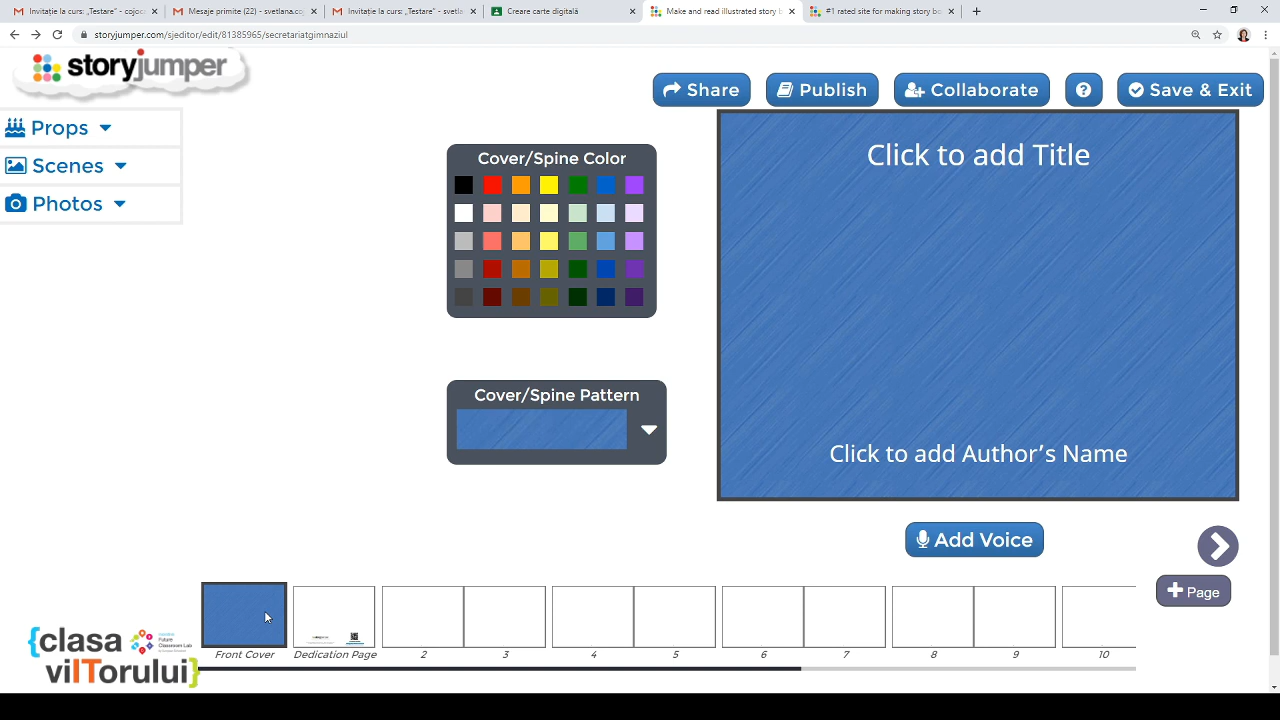 Invitație la curs: „Testare" - cojoc
Mesaje primite (22) - svetlana.coj
Invitație la curs: „Testare" - svetla
Creare carte digitală
Make and read illustrated story b
#1 rated site for making story bo
storyjumper.com/sjeditor/edit/81385965/secretariatgimnaziul
storyjumper
Share
Publish
Collaborate
?
Save & Exit
Props
Scenes
Photos
Cover/Spine Color
Cover/Spine Pattern
Click to add Title
Click to add Author's Name
Add Voice
+ Page
Front Cover
Dedication Page
2
3
4
5
6
7
8
9
10
{clasa
viITorului}
Future
Classroom Lab